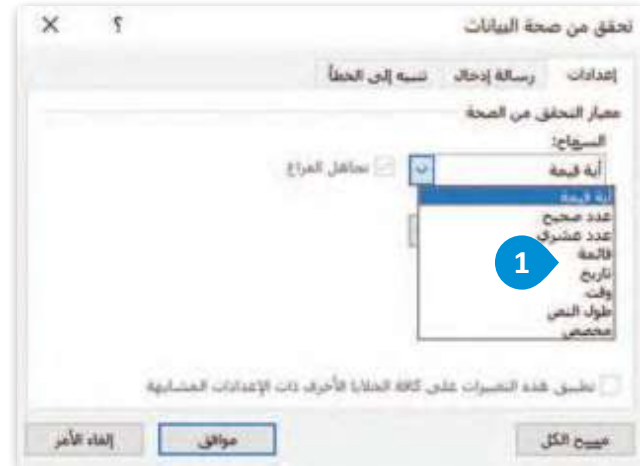 تحقق من صحة البيانات
؟
إعدادات
رسالة إدخال
تنبيه إلى الخطأ
معيار التحقق من الصحة
السماح:
أية قيمة
تجاهل الفراغ
أية قيمة
عدد صحيح
عدد عشري
قائمة
تاريخ
وقت
طول النص
مخصص
1
تطبيق هذه التغييرات على كافة الخلايا الأخرى ذات الإعدادات المشابهة
مسح الكل
موافق
إلغاء الأمر